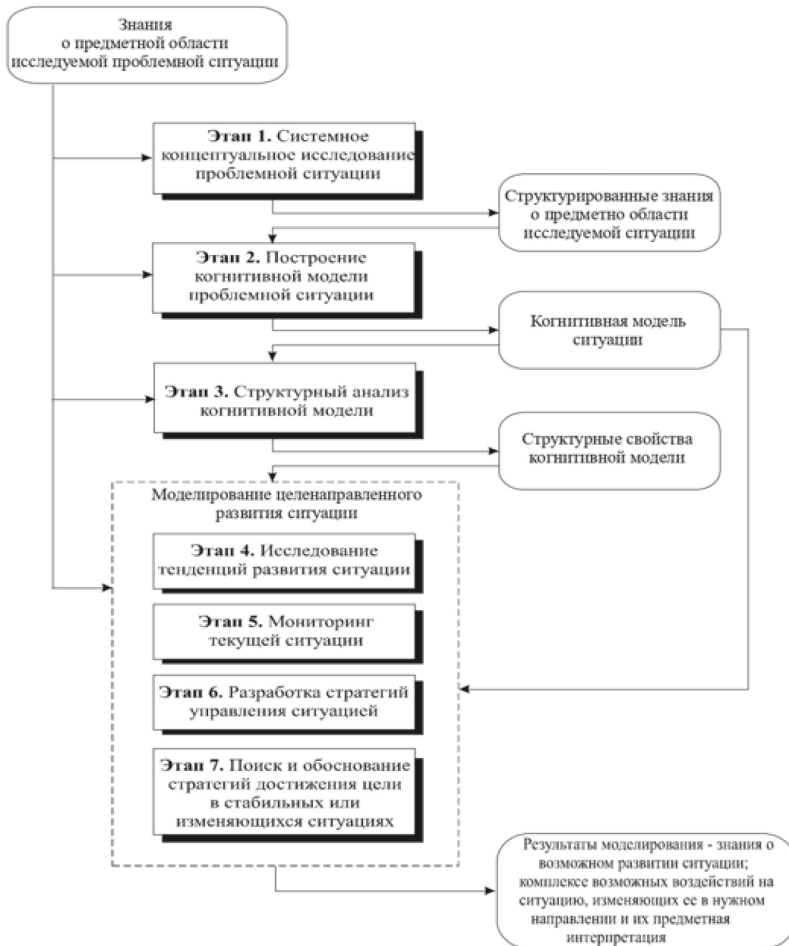 Знания
о предметной области
исследуемой проблемной ситуации
Этап 1. Системное
концептуальное исследование
проблемной ситуации
Структурированные знания
о предметно области
исследуемой ситуации
Этап 2. Построение
когнитивной модели
проблемной ситуации
Когнитивная модель
ситуации
Этап 3. Структурный анализ
когнитивной модели
Структурные свойства
когнитивной модели
Моделирование целенаправленного
развития ситуации
Этап 4. Исследование
тенденций развития ситуации
Этап 5. Мониторинг
текущей ситуации
Этап 6. Разработка стратегий
управления ситуацией
Этап 7. Поиск и обоснование
стратегий достижения цели
в стабильных или
изменяющихся ситуациях
Результаты моделирования - знания о
возможном развитии ситуации;
комплексе возможных воздействий на
ситуацию, изменяющих ее в нужном
направлении и их предметная
интерпретация